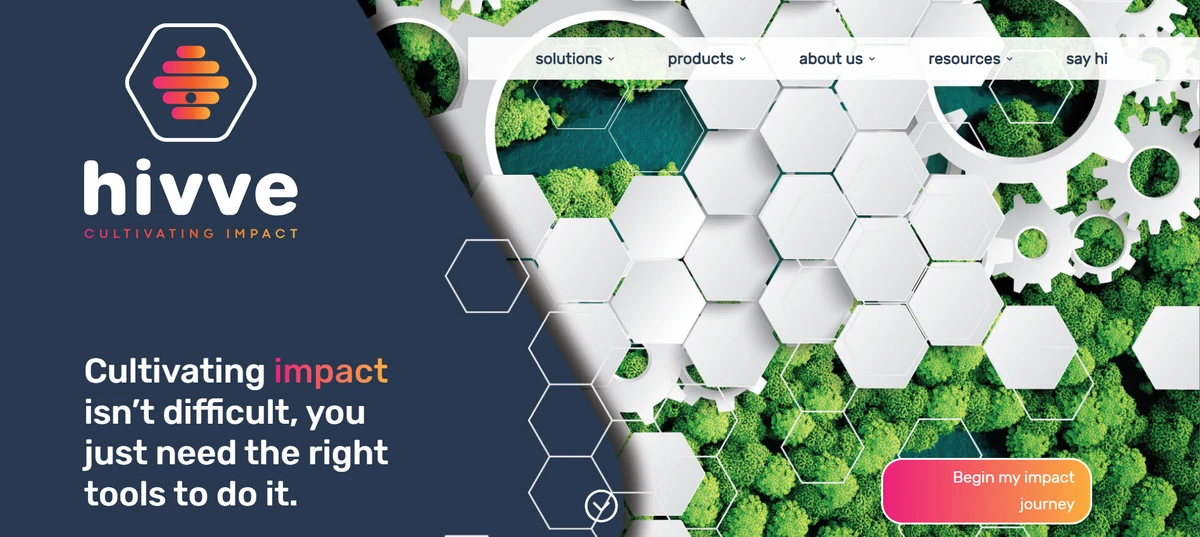 solutions
products
about us
resources
say hi
hivve
CULTIVATING IMPACT
Cultivating impact
isn’t difficult, you
just need the right
tools to do it.
Begin my impact
journey